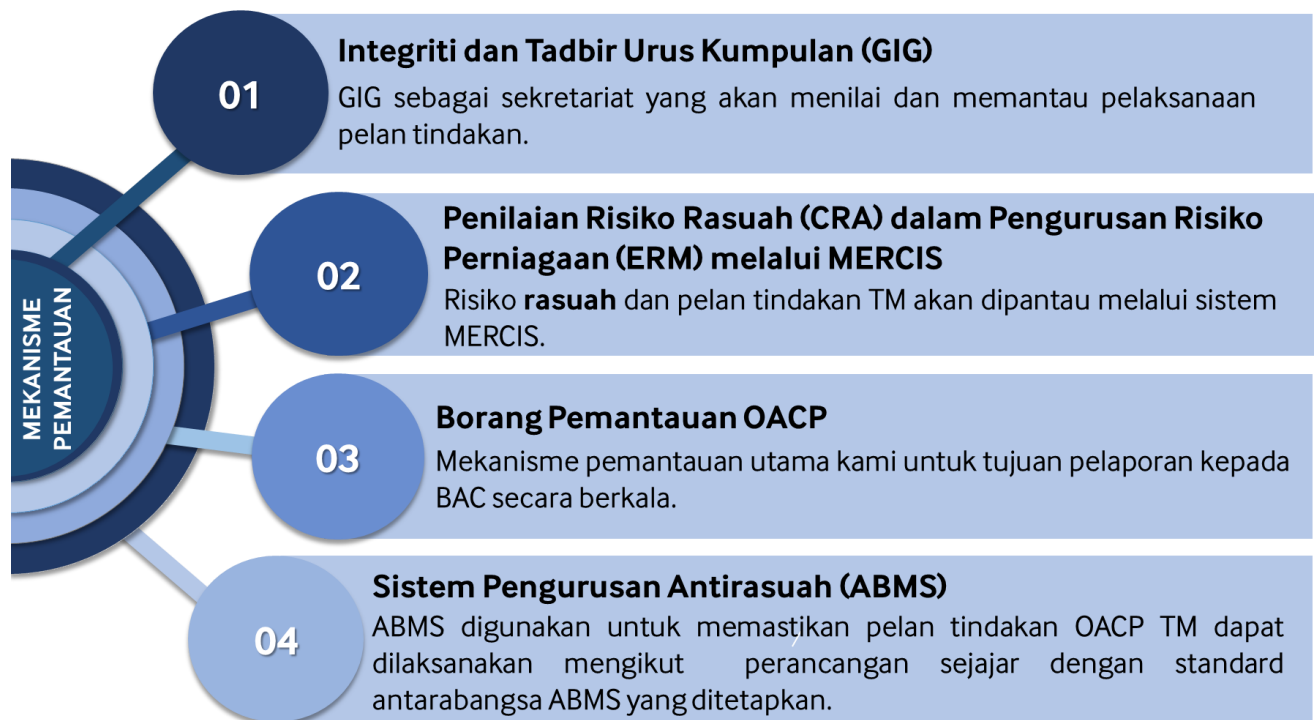 MEKANISME
PEMANTAUAN
01
Integriti dan Tadbir Urus Kumpulan (GIG)
GIG sebagai sekretariat yang akan menilai dan memantau pelaksanaan
pelan tindakan.
02
Penilaian Risiko Rasuah (CRA) dalam Pengurusan Risiko
Perniagaan (ERM) melalui MERCIS
Risiko rasuah dan pelan tindakan TM akan dipantau melalui sistem
MERCIS.
03
Borang Pemantauan OACP
Mekanisme pemantauan utama kami untuk tujuan pelaporan kepada
BAC secara berkala.
04
Sistem Pengurusan Antirasuah (ABMS)
ABMS digunakan untuk memastikan pelan tindakan OACP TM dapat
dilaksanakan mengikut perancangan sejajar dengan standard
antarabangsa ABMS yang ditetapkan.